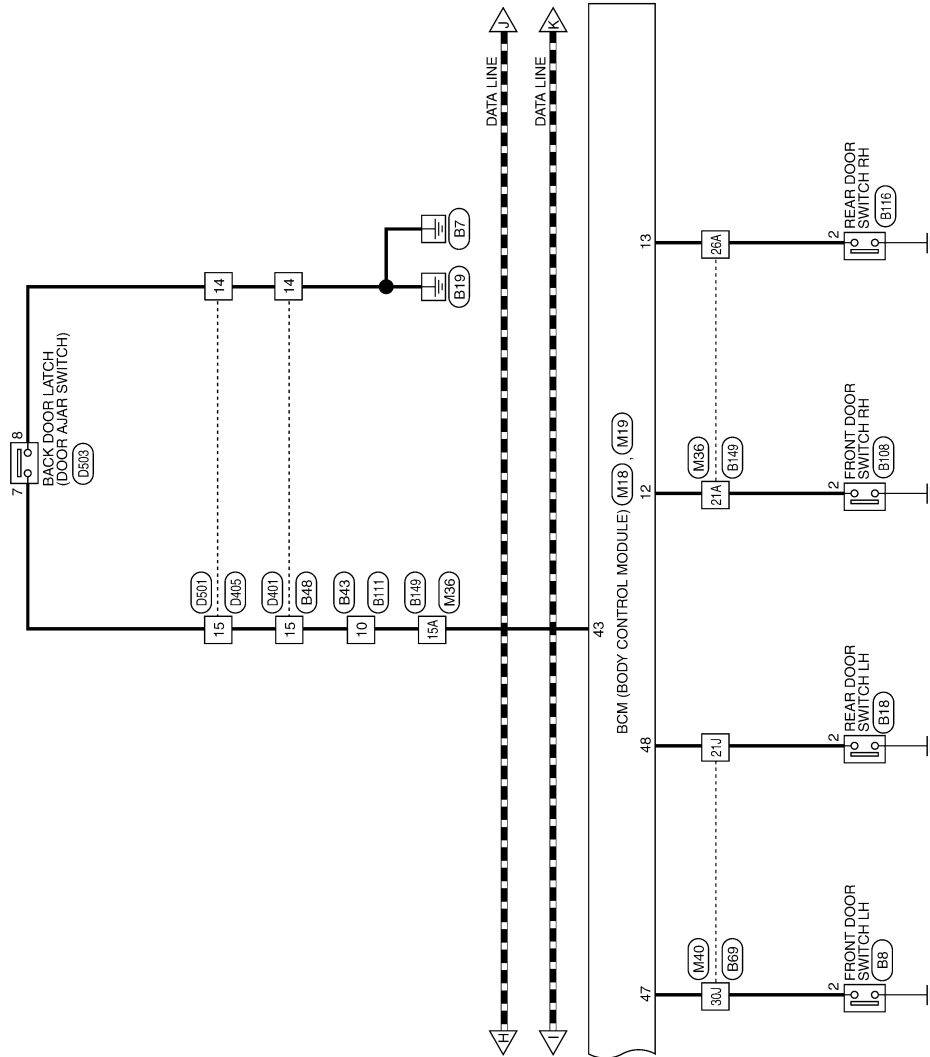 7
8
BACK DOOR LATCH
(DOOR AJAR SWITCH)
D503
D501
15
D405
14
D401
15
B48
14
B43
10
B111
B149
15A
M36
B19
B7
H
DATA LINE
J
I
DATA LINE
K
43
BCM (BODY CONTROL MODULE) M18 , M19
47
48
12
13
M40
30J
B69
21J
M36
21A
B149
26A
2
FRONT DOOR
SWITCH LH
B8
2
REAR DOOR
SWITCH LH
B18
2
FRONT DOOR
SWITCH RH
B108
2
REAR DOOR
SWITCH RH
B116